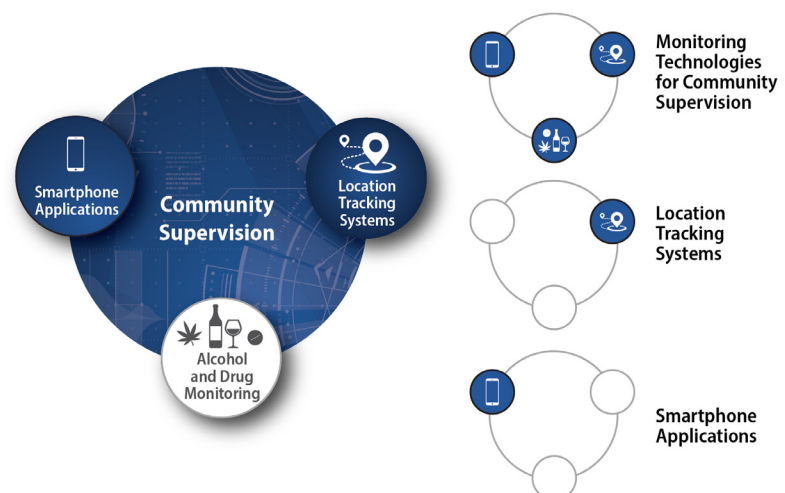 Smartphone
Applications
Community
Supervision
Location
Tracking
Systems
Alcohol
and Drug
Monitoring
Monitoring
Technologies
for Community
Supervision
Location
Tracking
Systems
Smartphone
Applications